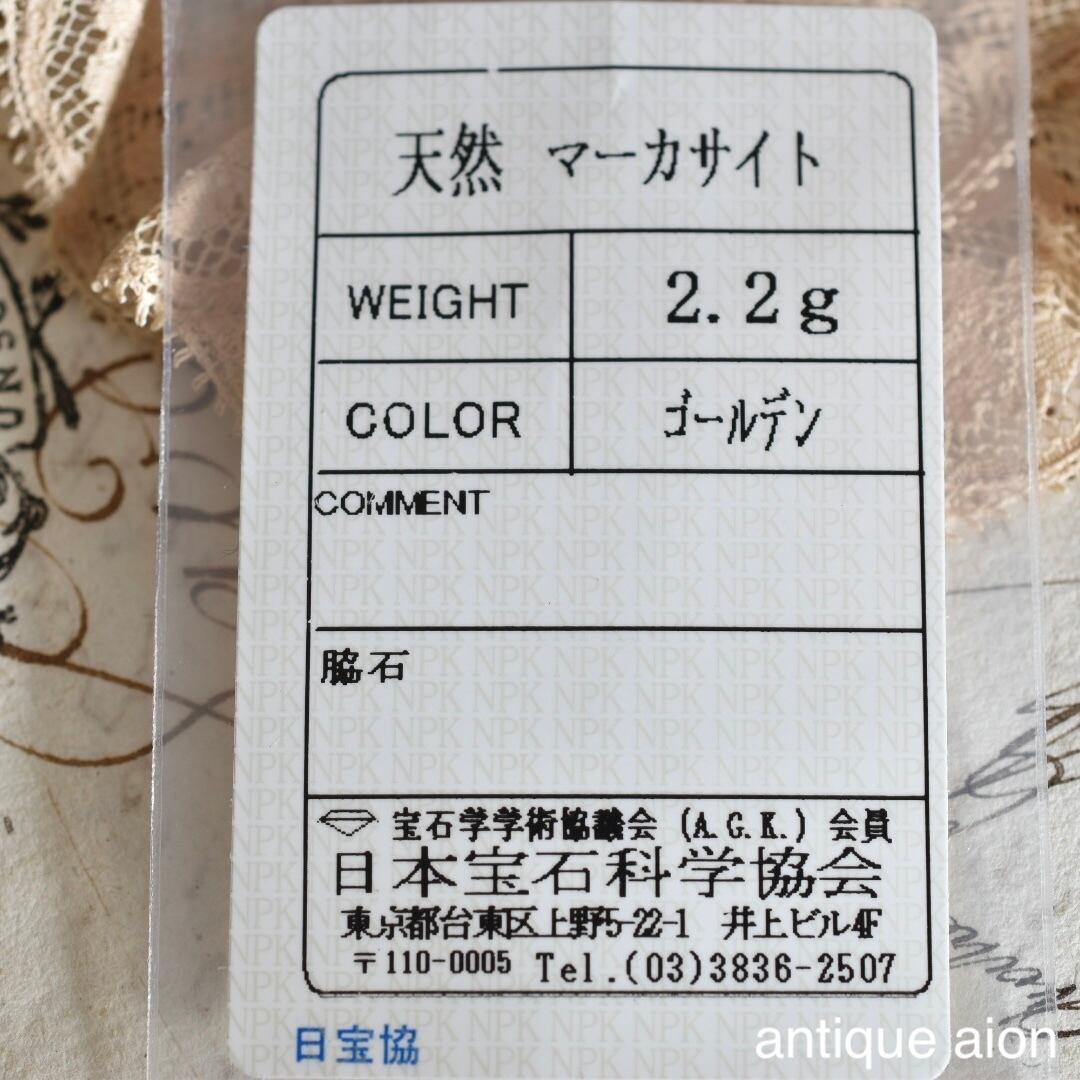 天然 マーカサイト
WEIGHT 2.2g
COLOR ゴールデン
COMMENT
脇石
宝石学学術協議会 (A.G.K.) 会員
日本宝石科学協会
東京都台東区上野5-22-1 井上ビル4F
〒110-0005 Tel.(03)3836-2507
日宝協
antique aion